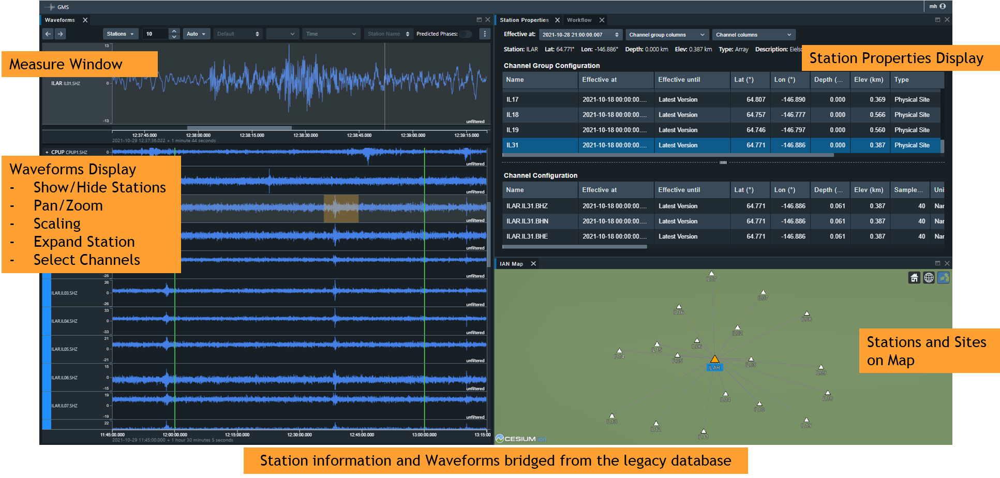 GMS
mh
Waveforms
Stations
10
Auto
Default
Time
Station Name
Predicted Phases:
Measure Window
13
ILAR IL01.SHZ
0
-13
unfiltered
12:37:45.000 12:38:00.000 12:38:15.000 12:38:30.000 12:38:45.000 12:39:00.000 12:39:15.000
2021-10-29 12:37:36.022 + 1 minute 44 seconds
+ CPUP CPUP1.SHZ
0
unfiltered
Waveforms Display
- Show/Hide Stations
- Pan/Zoom
- Scaling
- Expand Station
- Select Channels
unfiltered
unfiltered
unfiltered
-25
unfiltered
26
ILAR.IL03.SHZ
0
-26
unfiltered
33
ILAR.IL04.SHZ
0
-33
unfiltered
21
ILAR.IL05.SHZ
0
-21
unfiltered
15
ILAR.IL06.SHZ
0
-15
unfiltered
19
ILAR.IL07.SHZ
0
-19
unfiltered
22
11:45:00.000 12:00:00.000 12:15:00.000 12:30:00.000 12:45:00.000 13:00:00.000 13:15:00
2021-10-29 11:45:00.000 + 1 hour 30 minutes 5 seconds
Station Properties
Workflow
Effective at: 2021-10-28 21:00:00.007
Channel group columns
Channel columns
Station: ILAR Lat: 64.771° Lon: -146.886° Depth: 0.000 km Elev: 0.387 km Type: Array Description: Eielso
Station Properties Display
Channel Group Configuration
Name Effective at Effective until Lat (°) Lon (°) Depth (... Elev (km) Type
IL17 2021-10-18 00:00:00.... Latest Version 64.807 -146.890 0.000 0.369 Physical Site
IL18 2021-10-18 00:00:00.... Latest Version 64.757 -146.777 0.000 0.566 Physical Site
IL19 2021-10-18 00:00:00.... Latest Version 64.746 -146.797 0.000 0.560 Physical Site
IL31 2021-10-18 00:00:00.... Latest Version 64.771 -146.886 0.000 0.387 Physical Site
Channel Configuration
Name Effective at Effective until Lat (°) Lon (°) Depth (... Elev (km) Sample... Uni
ILAR.IL31.BHZ 2021-10-18 00:00:00.... Latest Version 64.771 -146.886 0.061 0.387 40 Nar
ILAR.IL31.BHN 2021-10-18 00:00:00.... Latest Version 64.771 -146.886 0.061 0.387 40 Nar
ILAR.IL31.BHE 2021-10-18 00:00:00.... Latest Version 64.771 -146.886 0.061 0.387 40 Nar
IAN Map
IL17
IL07
IL16
IL08
IL02
IL06
IL15
IL14
IL05
IL03
ILAR
IL09
IL04
IL18
IL10
IL13
IL19
IL12
IL11
Stations and Sites
on Map
CESIUM ion
Station information and Waveforms bridged from the legacy database